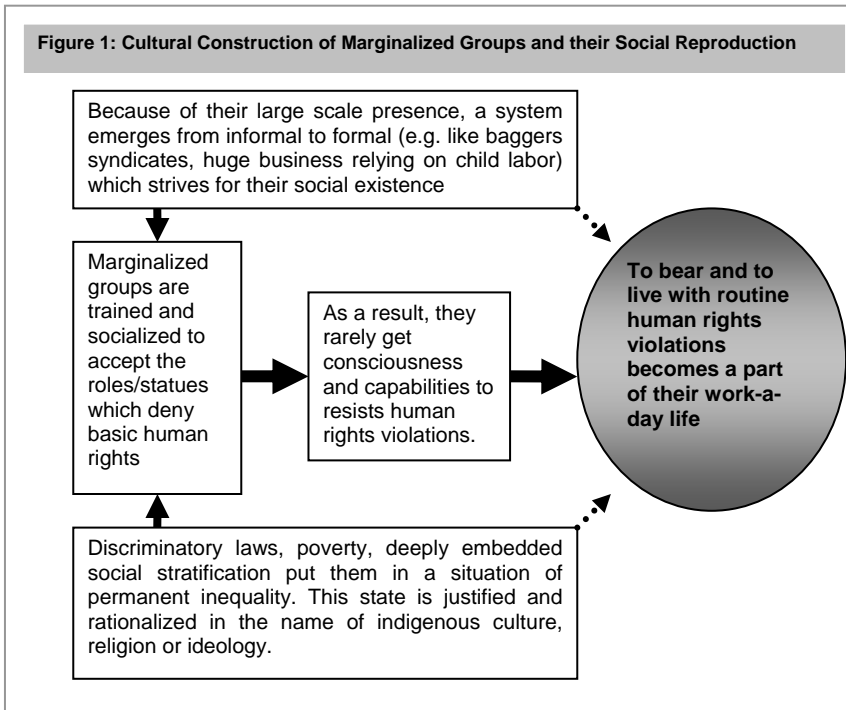 Figure 1: Cultural Construction of Marginalized Groups and their Social Reproduction
Because of their large scale presence, a system
emerges from informal to formal (e.g. like baggers
syndicates, huge business relying on child labor)
which strives for their social existence
Marginalized
groups are
trained and
socialized to
accept the
roles/statues
which deny
basic human
rights
As a result, they
rarely get
consciousness
and capabilities to
resists human
rights violations.
To bear and to
live with routine
human rights
violations
becomes a part
of their work-a-
day life
Discriminatory laws, poverty, deeply embedded
social stratification put them in a situation of
permanent inequality. This state is justified and
rationalized in the name of indigenous culture,
religion or ideology.